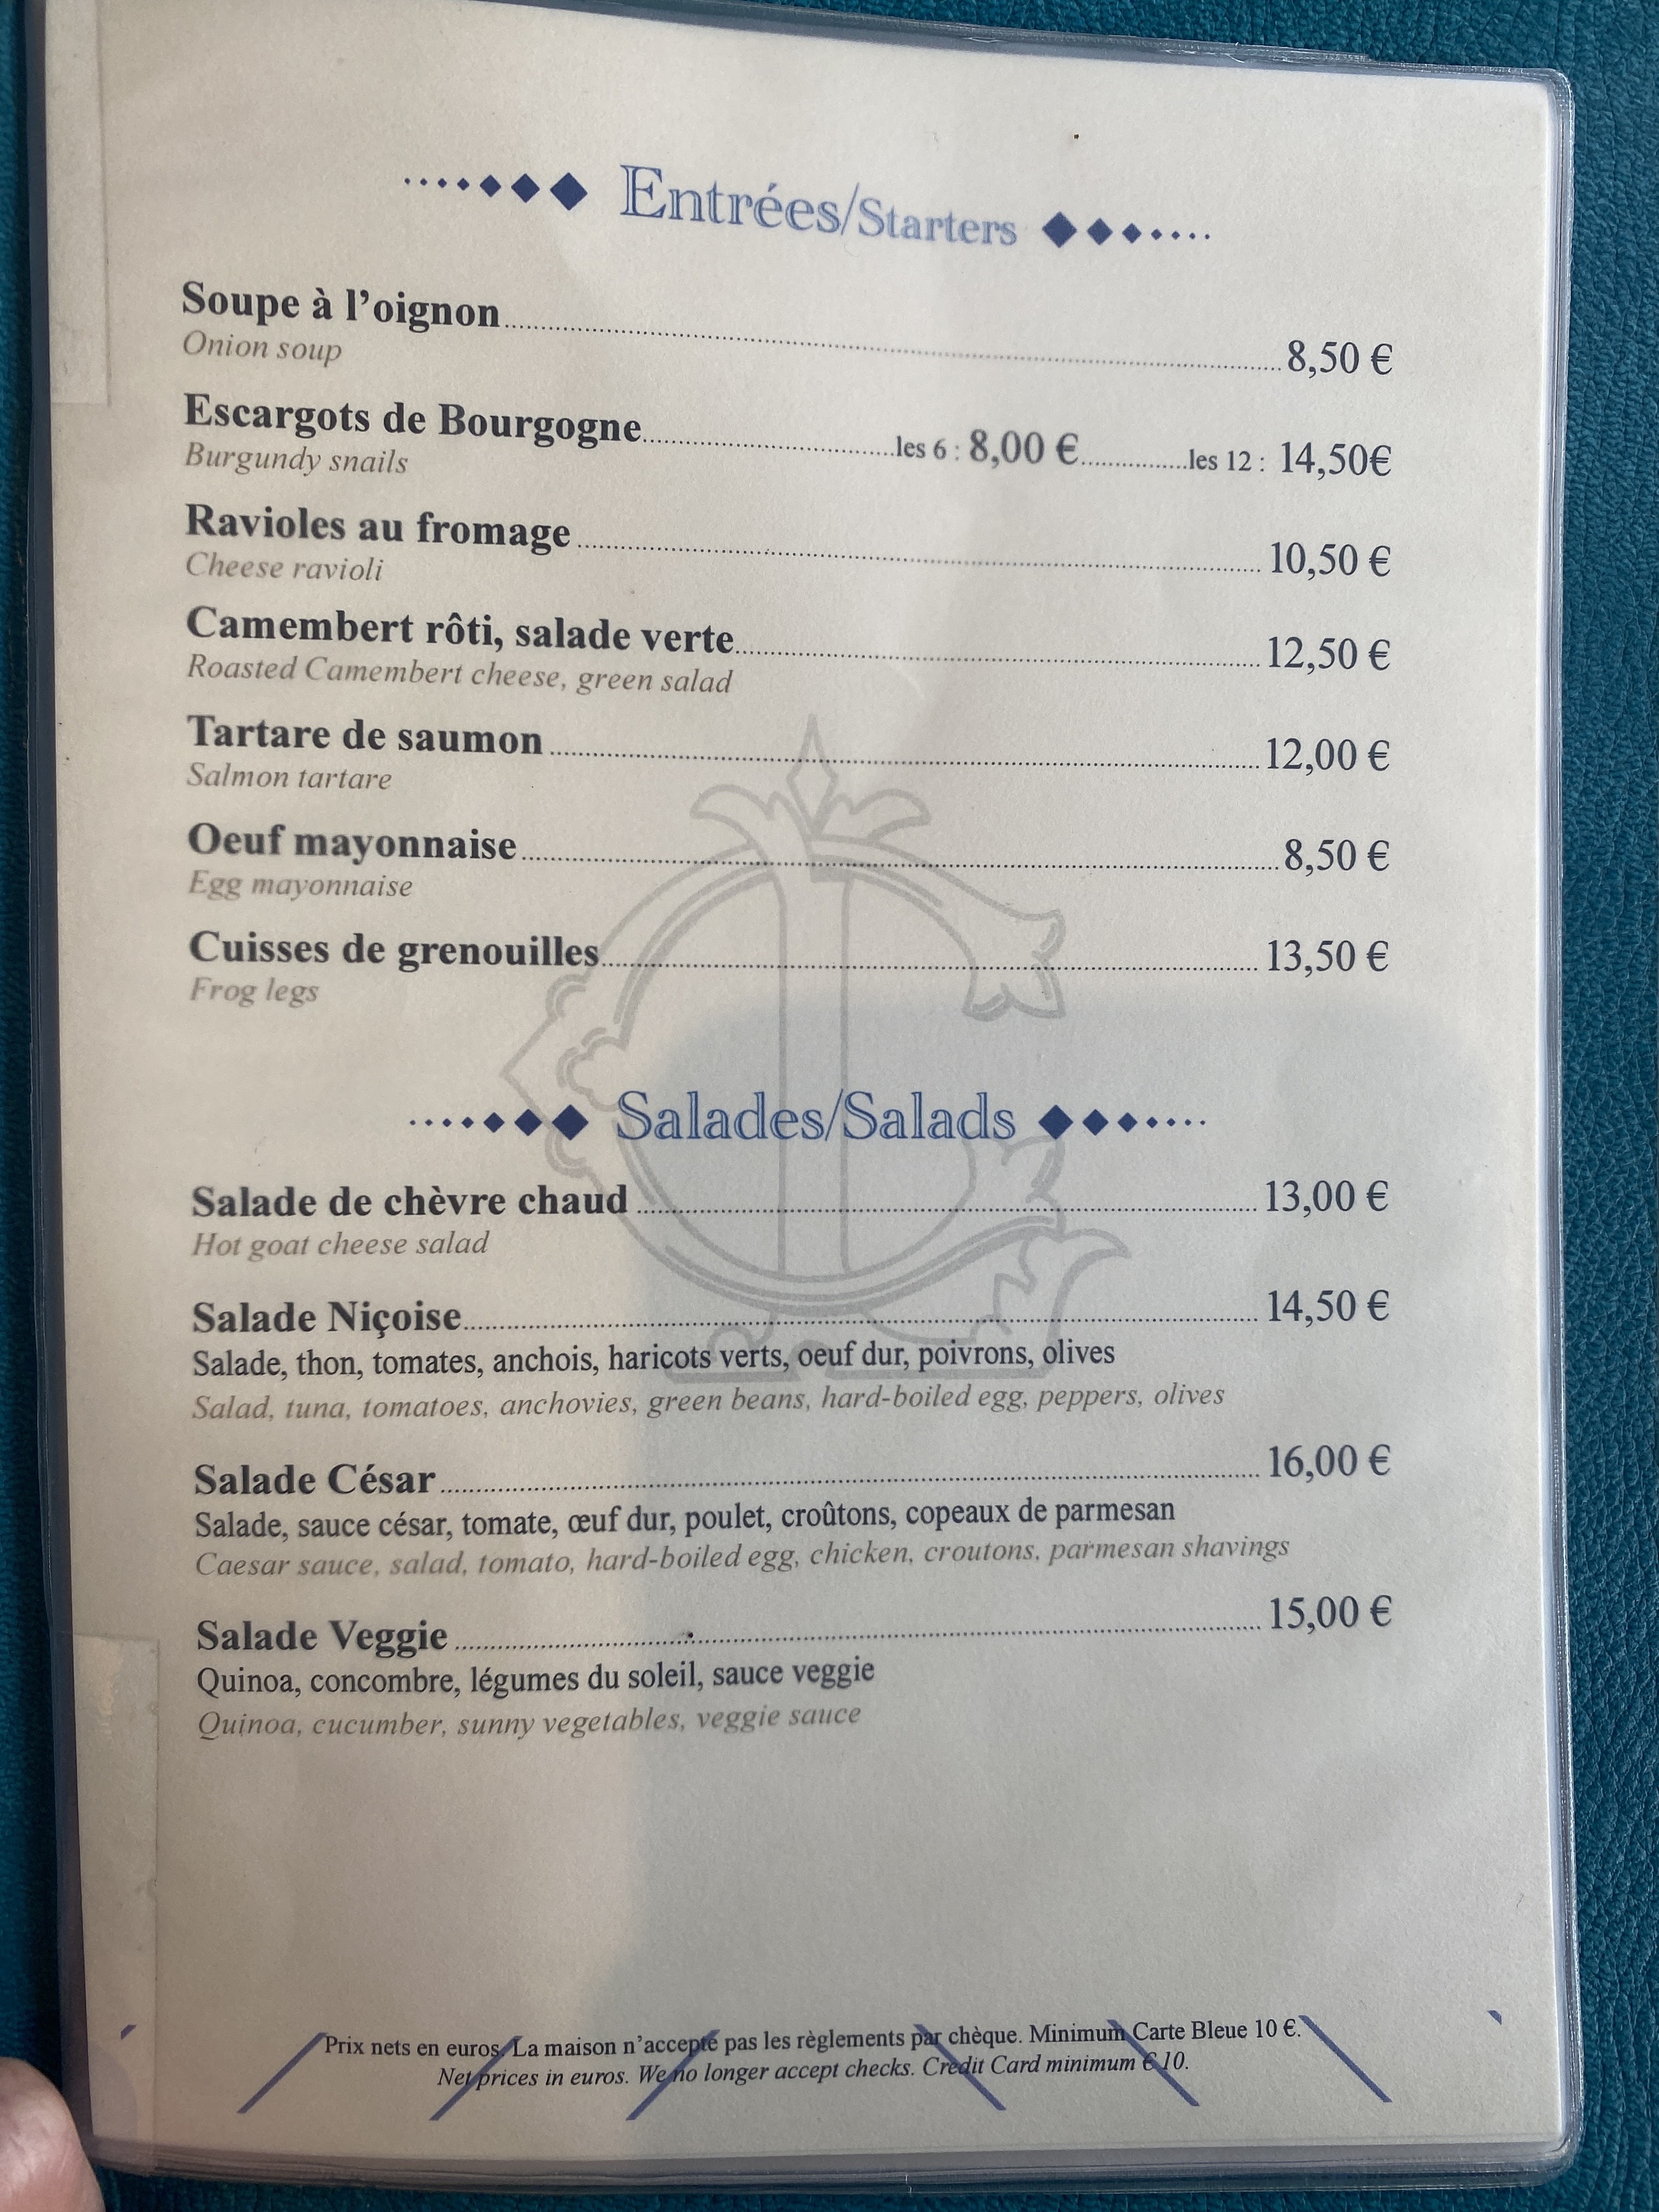 Entrées/Starters
Soupe à l'oignon 8,50 €
Onion soup
Escargots de Bourgogne les 6 : 8,00 € les 12 : 14,50€
Burgundy snails
Ravioles au fromage 10,50 €
Cheese ravioli
Camembert rôti, salade verte 12,50 €
Roasted Camembert cheese, green salad
Tartare de saumon 12,00 €
Salmon tartare
Oeuf mayonnaise 8,50 €
Egg mayonnaise
Cuisses de grenouilles 13,50 €
Frog legs
Salades/Salads
Salade de chèvre chaud 13,00 €
Hot goat cheese salad
Salade Niçoise 14,50 €
Salade, thon, tomates, anchois, haricots verts, oeuf dur, poivrons, olives
Salad, tuna, tomatoes, anchovies, green beans, hard-boiled egg, peppers, olives
Salade César 16,00 €
Salade, sauce césar, tomate, œuf dur, poulet, croûtons, copeaux de parmesan
Caesar sauce, salad, tomato, hard-boiled egg, chicken, croutons, parmesan shavings
Salade Veggie 15,00 €
Quinoa, concombre, légumes du soleil, sauce veggie
Quinoa, cucumber, sunny vegetables, veggie sauce
Prix nets en euros. La maison n'accepte pas les règlements par chèque. Minimum Carte Bleue 10 €.
Net prices in euros. We no longer accept checks. Credit Card minimum € 10.